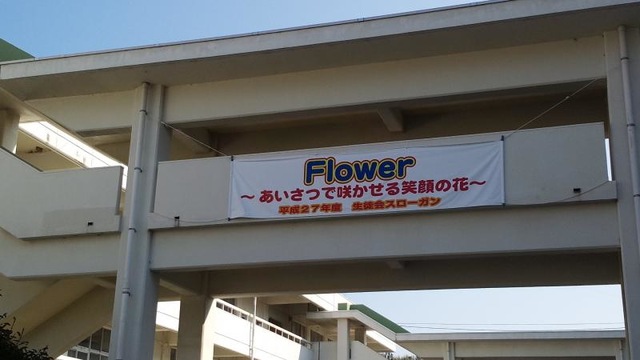 Flower
～あいさつで咲かせる笑顔の花～
平成27年度 生徒会スローガン